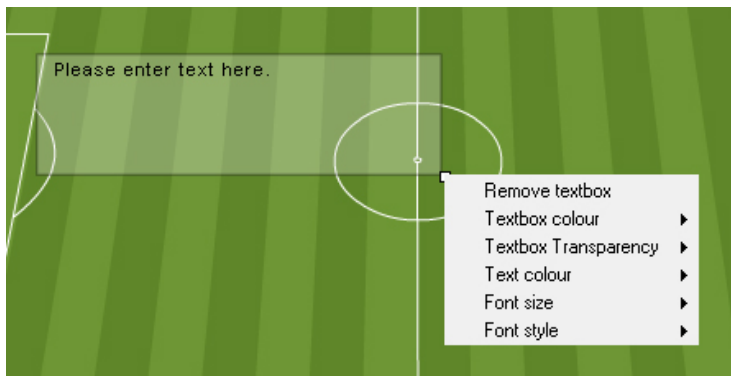 Please enter text here.
Remove textbox
Textbox colour
Textbox Transparency
Text colour
Font size
Font style